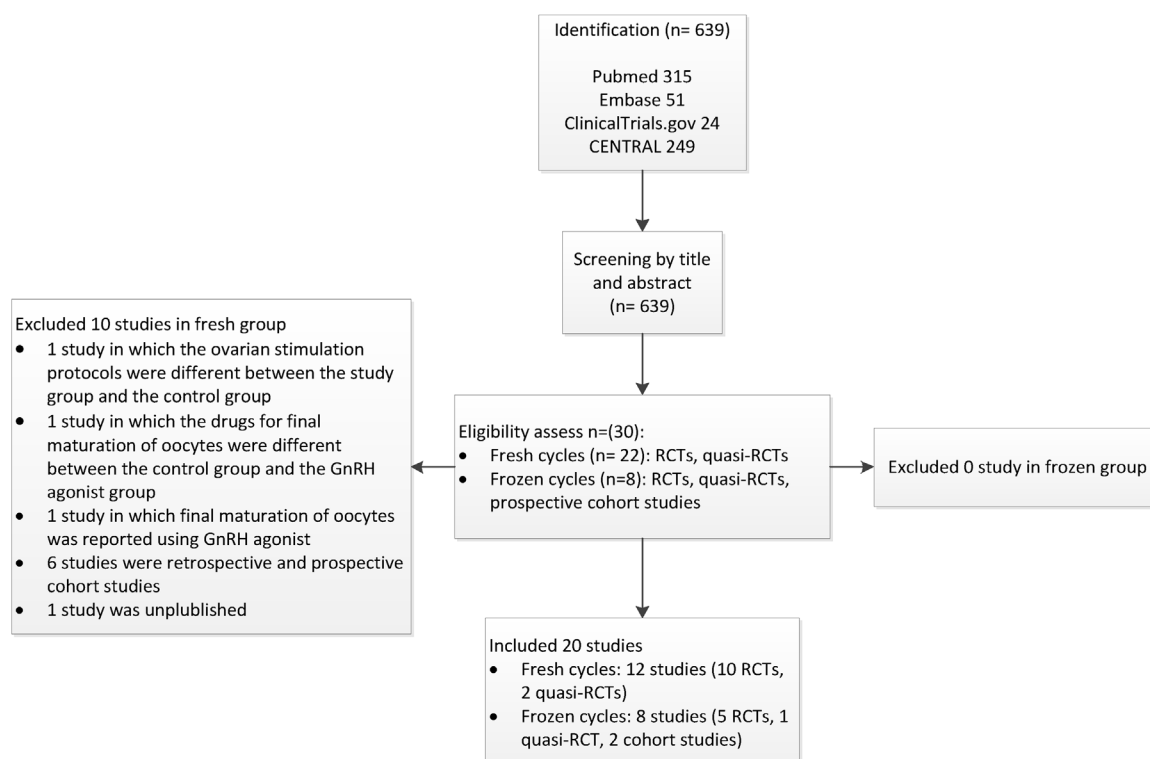 Identification (n= 639)
Pubmed 315
Embase 51
ClinicalTrials.gov 24
CENTRAL 249
Screening by title
and abstract
(n= 639)
Excluded 10 studies in fresh group
• 1 study in which the ovarian stimulation
protocols were different between the study
group and the control group
• 1 study in which the drugs for final
maturation of oocytes were different
between the control group and the GnRH
agonist group
• 1 study in which final maturation of oocytes
was reported using GnRH agonist
• 6 studies were retrospective and prospective
cohort studies
• 1 study was unplublished
Eligibility assess n=(30):
• Fresh cycles (n= 22): RCTs, quasi-RCTs
• Frozen cycles (n=8): RCTs, quasi-RCTs,
prospective cohort studies
Excluded 0 study in frozen group
Included 20 studies
• Fresh cycles: 12 studies (10 RCTs,
2 quasi-RCTs)
• Frozen cycles: 8 studies (5 RCTs, 1
quasi-RCT, 2 cohort studies)